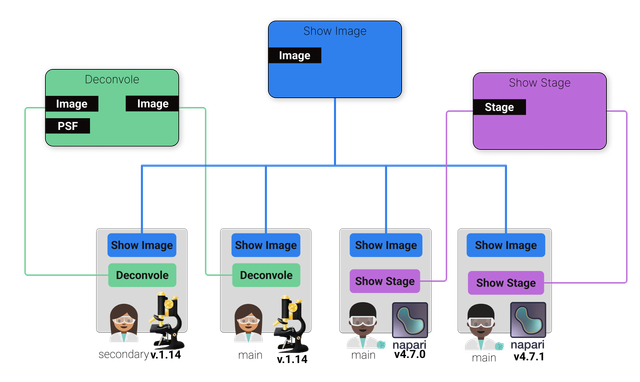 Show Image
Image
Deconvole
Image
Image
PSF
Show Stage
Stage
Show Image
Show Image
Show Image
Show Image
Deconvole
Deconvole
Show Stage
Show Stage
secondary
v.1.14
main
v.1.14
main
napari
v4.7.0
main
napari
v4.7.1